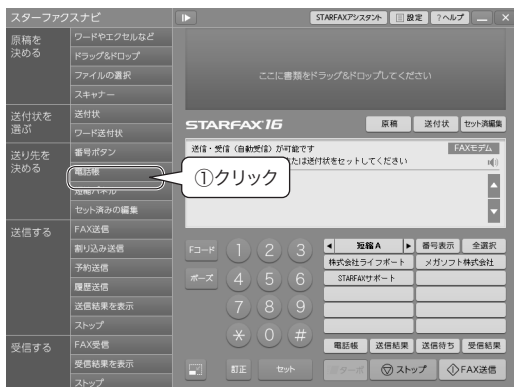 スターファクスナビ
STARFAXアシスタント
設定
?ヘルプ
原稿を
決める
ワードやエクセルなど
ドラッグ&ドロップ
ファイルの選択
スキャナー
送付状を
選ぶ
送付状
ワード送付状
送り先を
決める
番号ボタン
電話帳
短縮パネル
セット済みの編集
送信する
FAX送信
割り込み送信
予約送信
履歴送信
送信結果を表示
ストップ
受信する
FAX受信
受信結果を表示
ストップ
ここに書類をドラッグ&ドロップしてください
STARFAX16
原稿
送付状
セット済編集
送信・受信(自動受信)が可能です
FAXモデム
または送付状をセットしてください
①クリック
Fコード
1 2 3
ポーズ
4 5 6
7 8 9
* 0 #
訂正
セット
短縮A
番号表示
全選択
株式会社ライフボート
メガソフト株式会社
STARFAXサポート
電話帳
送信結果
送信待ち
受信結果
ストップ
FAX送信